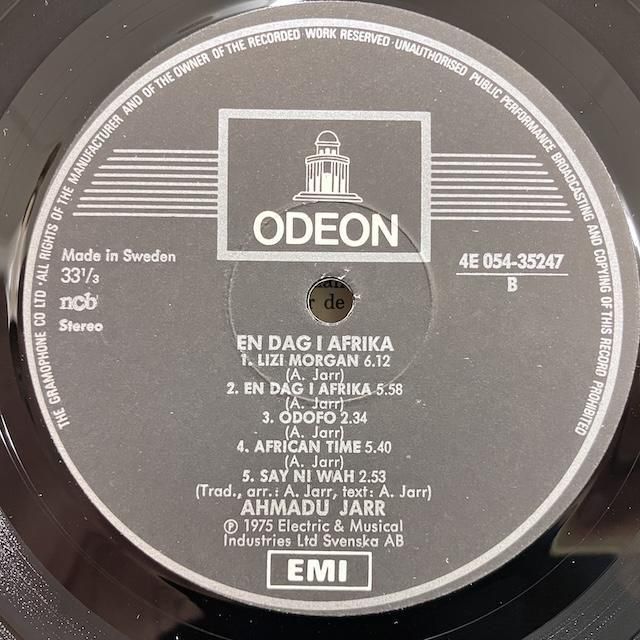 THE GRAMOPHONE CO LTD · ALL RIGHTS OF THE MANUFACTURER AND OF THE OWNER OF THE RECORDED WORK RESERVED · UNAUTHORISED PUBLIC PERFORMANCE BROADCASTING AND COPYING OF THIS RECORD PROHIBITED
ODEON
Made in Sweden
33⅓
ncb
Stereo
4E 054-35247
B
r de
EN DAG I AFRIKA
1. LIZI MORGAN 6.12
(A. Jarr)
2. EN DAG I AFRIKA 5.58
(A. Jarr)
3. ODOFO 2.34
(A. Jarr)
4. AFRICAN TIME 5.40
(A. Jarr)
5. SAY NI WAH 2.53
(Trad., arr.: A. Jarr, text: A. Jarr)
AHMADU JARR
℗ 1975 Electric & Musical
Industries Ltd Svenska AB
EMI